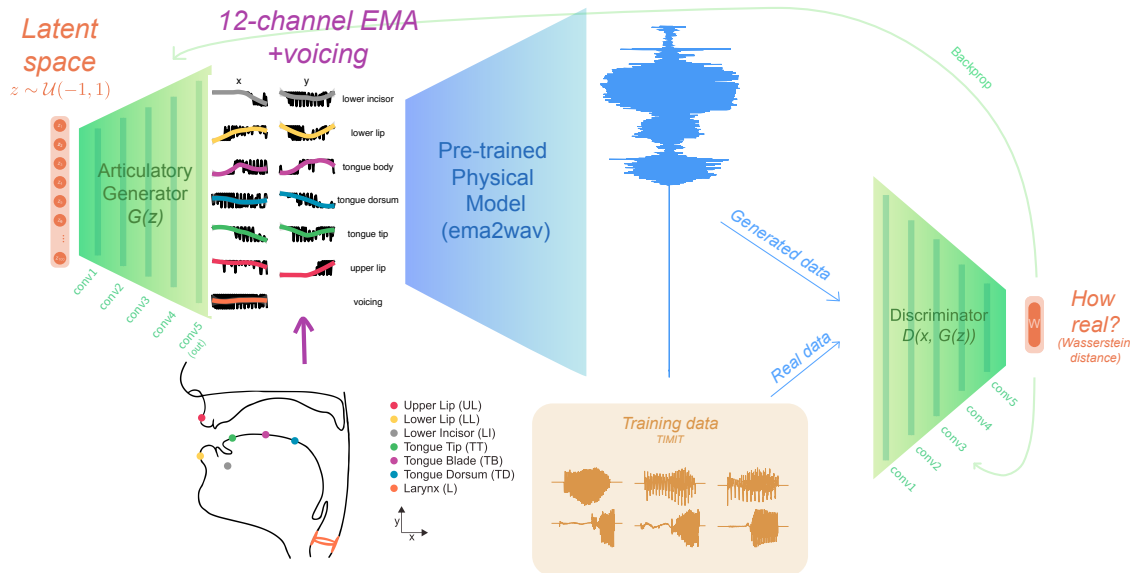 Latent
space
z ∼ U(−1, 1)
12-channel EMA
+voicing
x
y
lower incisor
lower lip
tongue body
tongue dorsum
tongue tip
upper lip
voicing
Articulatory
Generator
G(z)
conv1
conv2
conv3
conv4
conv5
(out)
...
Pre-trained
Physical
Model
(ema2wav)
Backprop
Generated data
Real data
Discriminator
D(x, G(z))
conv5
conv4
conv3
conv2
conv1
W
How
real?
(Wasserstein
distance)
Upper Lip (UL)
Lower Lip (LL)
Lower Incisor (LI)
Tongue Tip (TT)
Tongue Blade (TB)
Tongue Dorsum (TD)
Larynx (L)
y
x
Training data
TIMIT